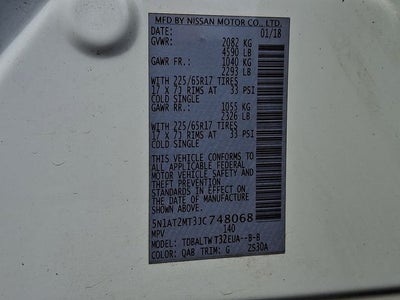 MFD BY NISSAN MOTOR CO., LTD.
01/18
GVWR: 2082 KG
4590 LB
GAWR FR.: 1040 KG
2293 LB
WITH 225/65R17 TIRES
17 X 7J RIMS AT 33 PSI
COLD SINGLE
GAWR RR.: 1055 KG
2326 LB
WITH 225/65R17 TIRES
17 X 7J RIMS AT 33 PSI
COLD SINGLE
THIS VEHICLE CONFORMS TO
ALL APPLICABLE FEDERAL
MOTOR VEHICLE SAFETY AND
THEFT PREVENTION
STANDARDS IN EFFECT ON THE
DATE OF MANUFACTURE
SHOWN ABOVE.
5N1AT2MT3JC748068
MPV 140
MODEL: TDBALTWT32EUA--B-B
COLOR: QAB TRIM: G ZS30A